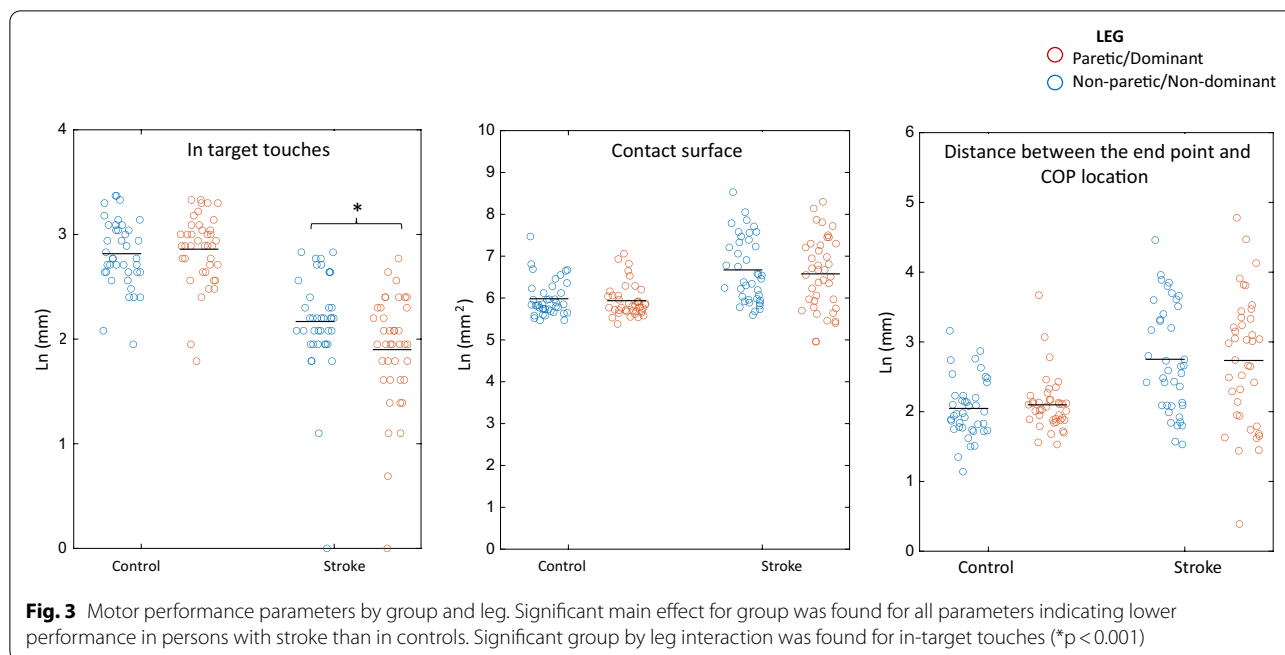 LEG
Paretic/Dominant
Non-paretic/Non-dominant
In target touches
Ln (mm)
4
3
2
1
0
*
Control
Stroke
Contact surface
Ln (mm²)
10
9
8
7
6
5
4
3
2
1
0
Control
Stroke
Distance between the end point and
COP location
Ln (mm)
6
5
4
3
2
1
0
Control
Stroke
Fig. 3 Motor performance parameters by group and leg. Significant main effect for group was found for all parameters indicating lower
performance in persons with stroke than in controls. Significant group by leg interaction was found for in-target touches (*p < 0.001)